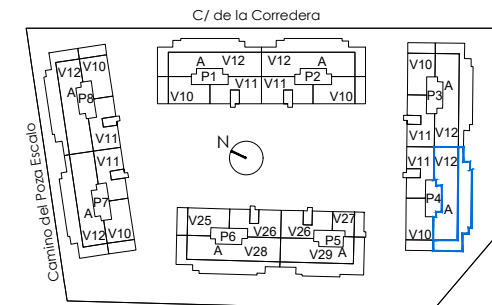 C/ de la Corredera
A V12 V12 A
P1 P2
V11 V11
V10 V10
V10
V12
A
P8
V11
V10
A
P3
V11 V12
Camino del Poza Escalo
N
V11
A
P7
V12 V10
V11 V12
P4
A
V10
V25 V27
P6 V26 V26 P5
A V28 V29 A